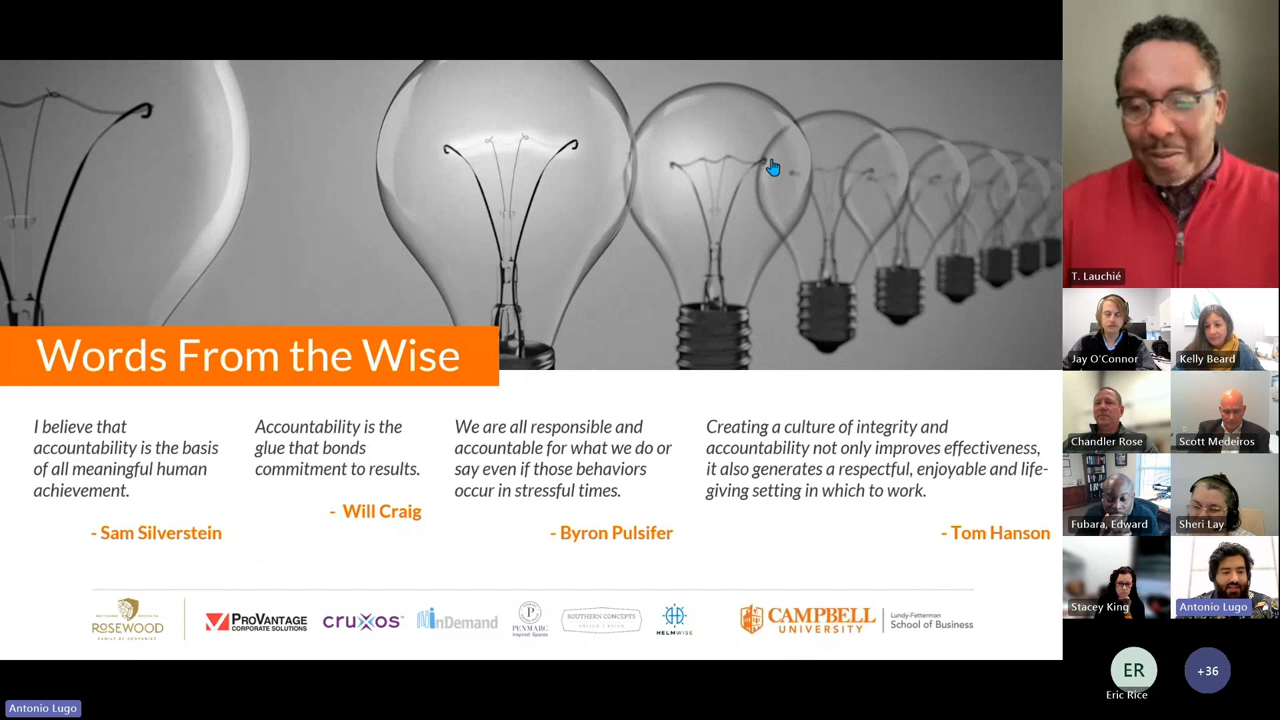 Words From the Wise
I believe that
accountability is the basis
of all meaningful human
achievement.
- Sam Silverstein
Accountability is the
glue that bonds
commitment to results.
- Will Craig
We are all responsible and
accountable for what we do or
say even if those behaviors
occur in stressful times.
- Byron Pulsifer
Creating a culture of integrity and
accountability not only improves effectiveness,
it also generates a respectful, enjoyable and life-
giving setting in which to work.
- Tom Hanson
ROSEWOOD
FAMILY OF COMPANIES
PROVANTAGE
CORPORATE SOLUTIONS
cruxos
inDemand
P
PENMARC
Inspired Spaces
SOUTHERN CONCEPTS
DESIGN | BUILD
HELMWISE
CAMPBELL
UNIVERSITY
Lundy-Fetterman
School of Business
T. Lauchié
Jay O'Connor
Kelly Beard
Chandler Rose
Scott Medeiros
Fubara, Edward
Sheri Lay
Stacey King
Antonio Lugo
ER
Eric Rice
+36
Antonio Lugo